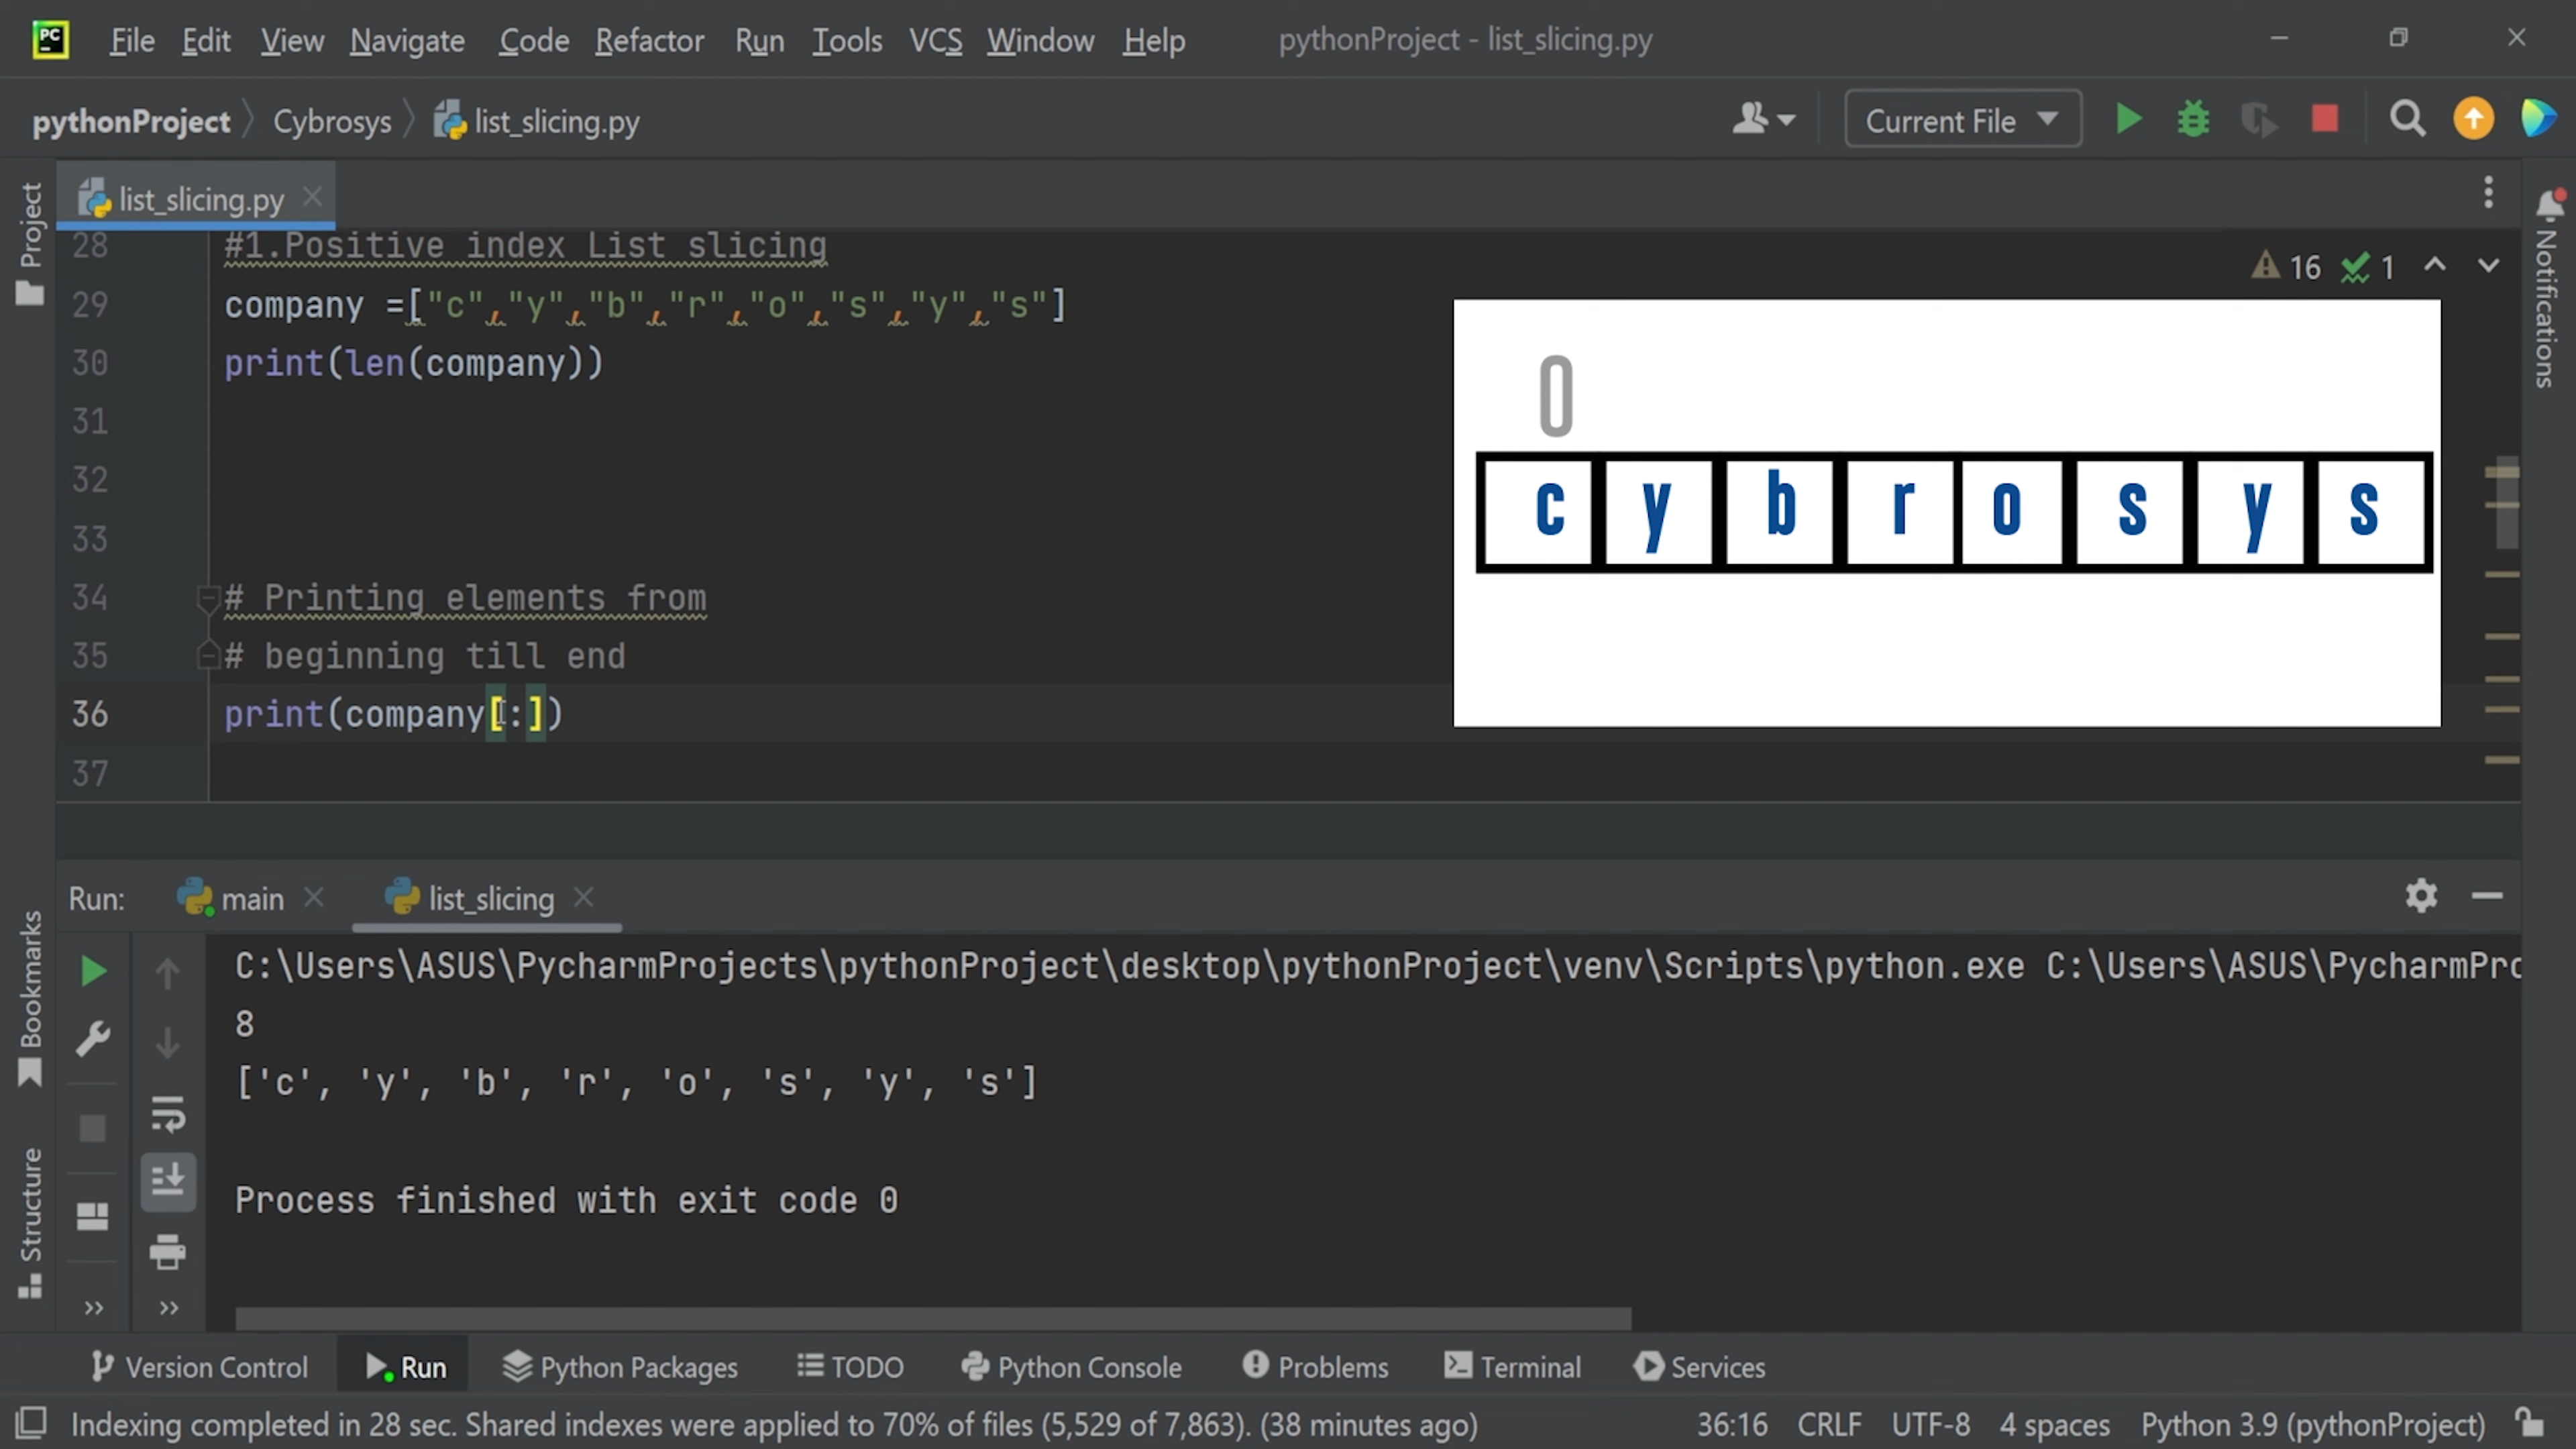 PC File Edit View Navigate Code Refactor Run Tools VCS Window Help pythonProject - list_slicing.py
pythonProject Cybrosys list_slicing.py Current File
Project
list_slicing.py
Notifications
28 #1.Positive index List slicing
16 1
29 company =["c","y","b","r","o","s","y","s"]
30 print(len(company))
31
32
33
34 # Printing elements from
35 # beginning till end
36 print(company[:])
37
0
c y b r o s y s
Run: main list_slicing
Bookmarks
Structure
C:\Users\ASUS\PycharmProjects\pythonProject\desktop\pythonProject\venv\Scripts\python.exe C:\Users\ASUS\PycharmPro
8
['c', 'y', 'b', 'r', 'o', 's', 'y', 's']
Process finished with exit code 0
Version Control Run Python Packages TODO Python Console Problems Terminal Services
Indexing completed in 28 sec. Shared indexes were applied to 70% of files (5,529 of 7,863). (38 minutes ago) 36:16 CRLF UTF-8 4 spaces Python 3.9 (pythonProject)